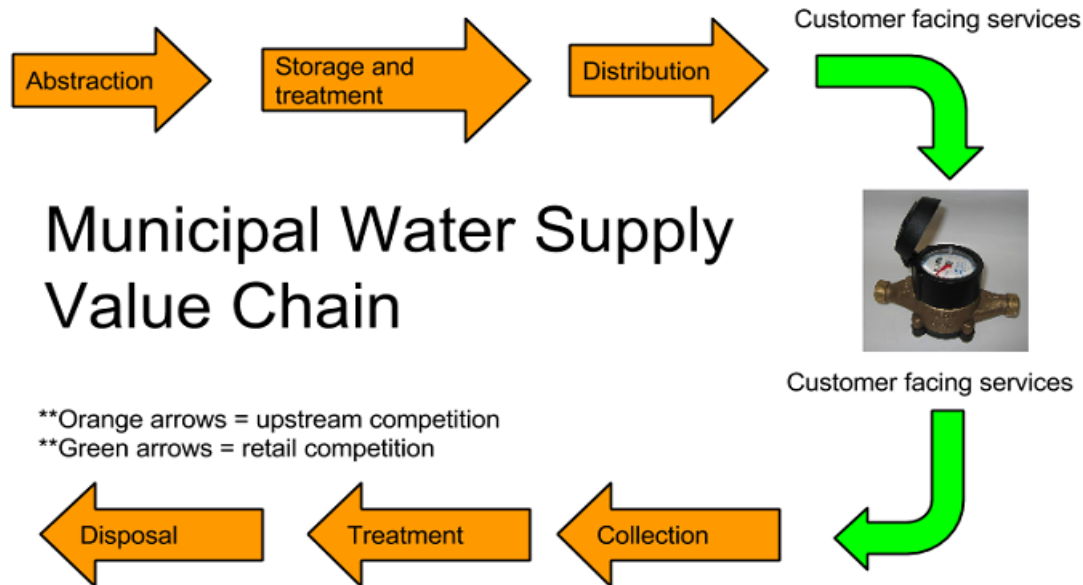 Customer facing services
Abstraction
Storage and
treatment
Distribution
Municipal Water Supply
Value Chain
Customer facing services
**Orange arrows = upstream competition
**Green arrows = retail competition
Disposal
Treatment
Collection